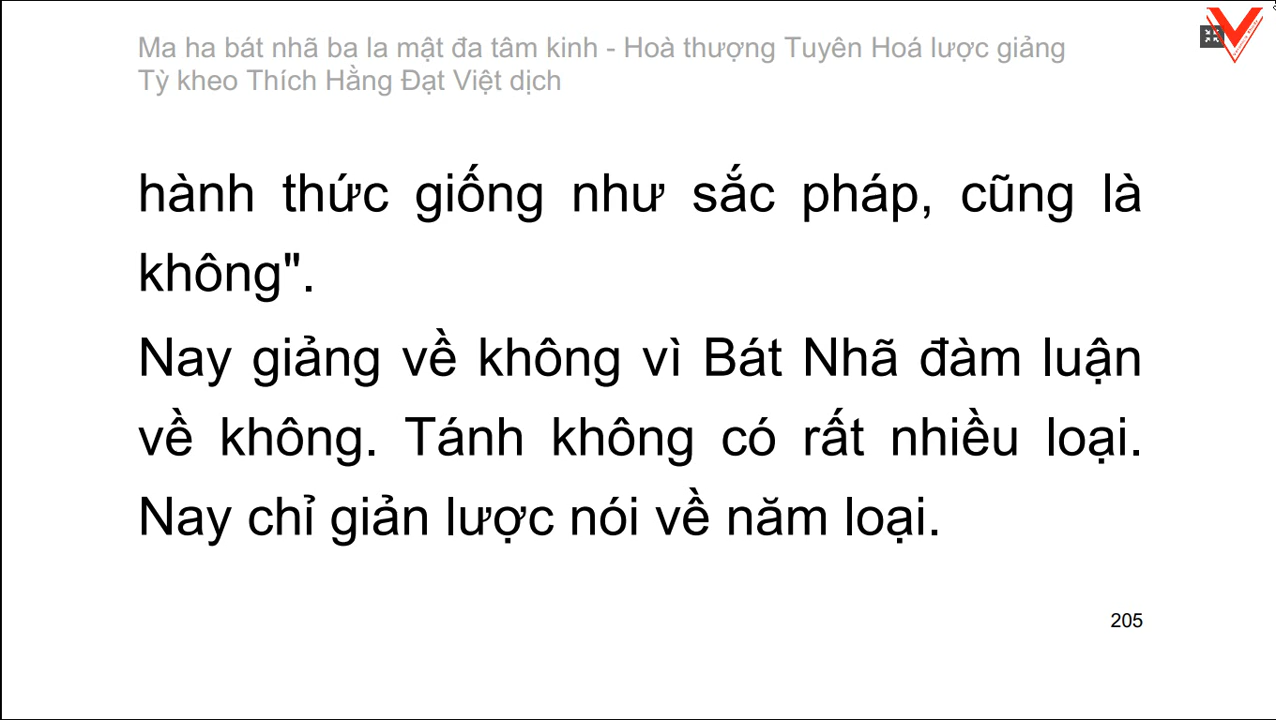 Ma ha bát nhã ba la mật đa tâm kinh - Hoà thượng Tuyên Hoá lược giảng
Tỳ kheo Thích Hằng Đạt Việt dịch
hành thức giống như sắc pháp, cũng là
không".
Nay giảng về không vì Bát Nhã đàm luận
về không. Tánh không có rất nhiều loại.
Nay chỉ giản lược nói về năm loại.
205